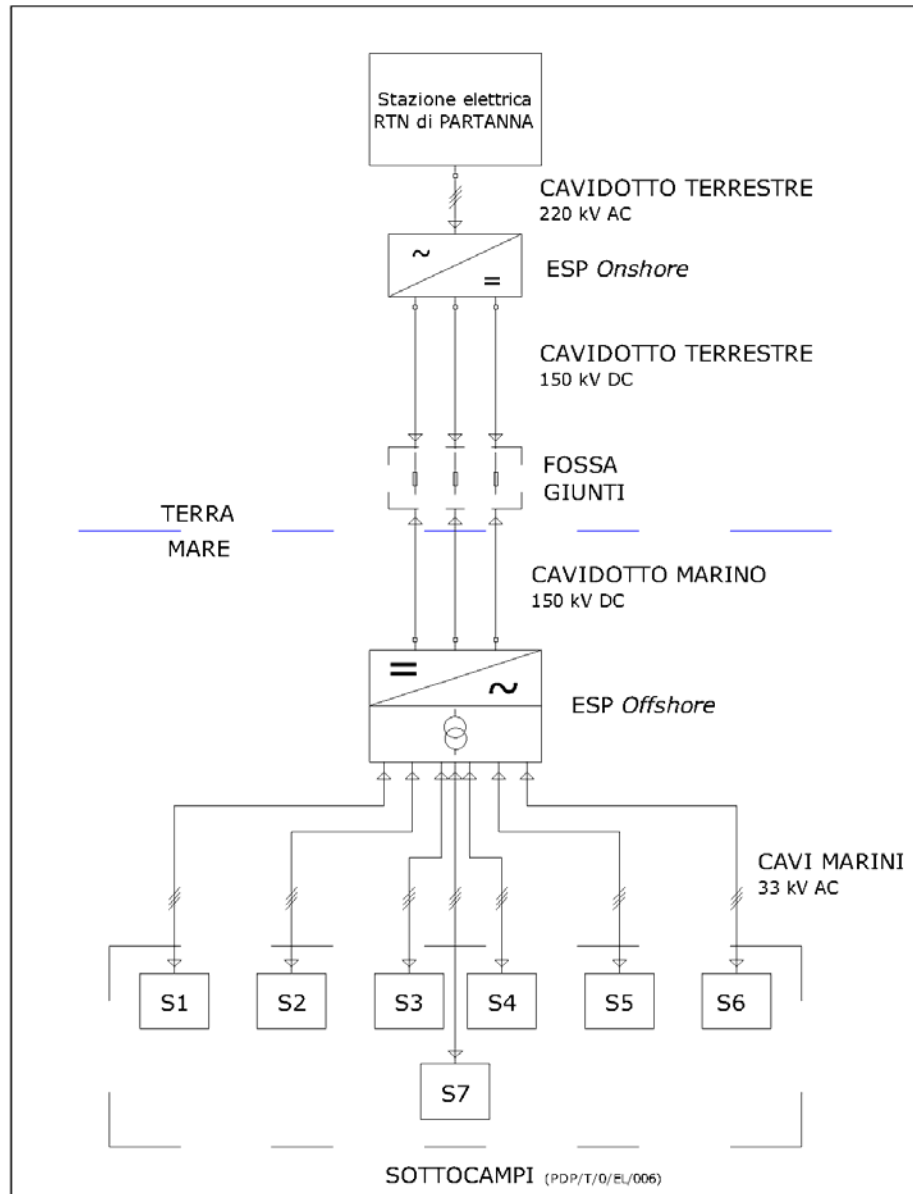 Stazione elettrica
RTN di PARTANNA
CAVIDOTTO TERRESTRE
220 kV AC
~
=
ESP Onshore
CAVIDOTTO TERRESTRE
150 kV DC
FOSSA
GIUNTI
TERRA
MARE
CAVIDOTTO MARINO
150 kV DC
=
~
ESP Offshore
CAVI MARINI
33 kV AC
S1 S2 S3 S4 S5 S6
S7
SOTTOCAMPI (PDP/T/0/EL/006)